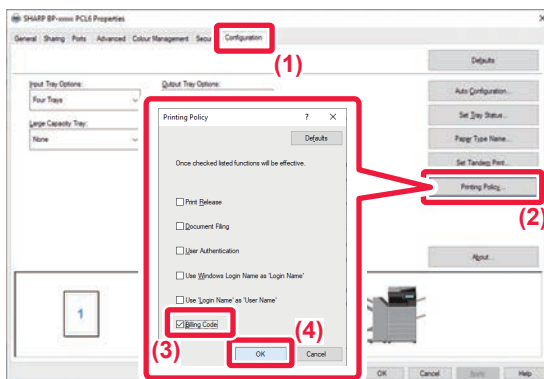 SHARP BP-xxxxx PCL6 Properties
General Sharing Ports Advanced Colour Management Secu Configuration
(1)
Defaults
Input Tray Options:
Output Tray Options:
Four Trays
Auto Configuration...
Large Capacity Tray:
None
Set Tray Status...
Paper Type Name...
Set Tandem Print...
Printing Policy...
(2)
About...
Printing Policy ? ×
Defaults
Once checked listed functions will be effective.
Print Release
Document Filing
User Authentication
Use Windows Login Name as 'Login Name'
Use 'Login Name' as 'User Name'
Billing Code
(3)
(4)
OK Cancel
1
OK Cancel Apply Help